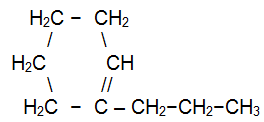 H₂C – CH₂
/ \
H₂C CH
\ //
H₂C – C – CH₂–CH₂–CH₃